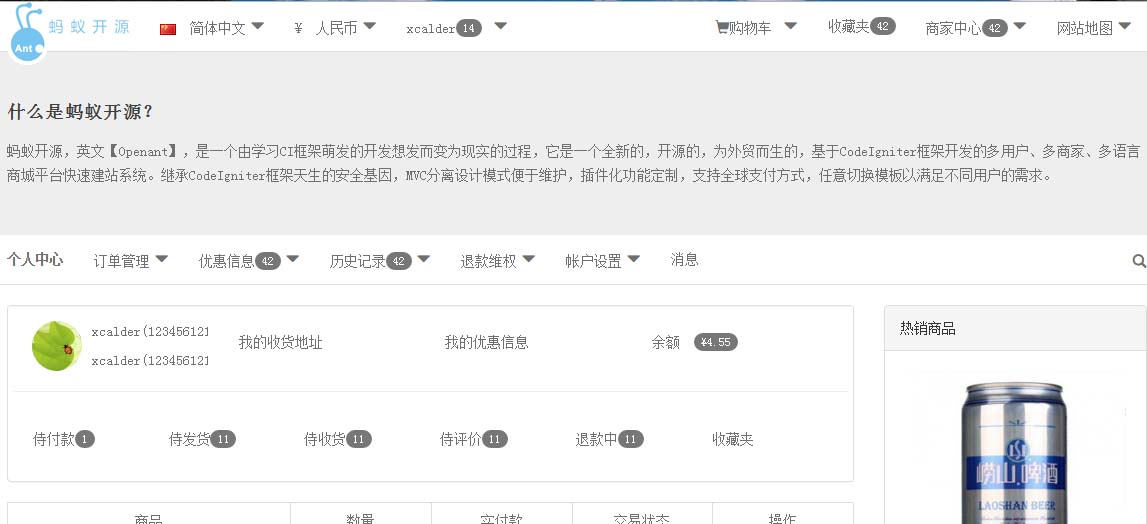 Ant 蚂蚁开源 简体中文 ¥ 人民币 xcalder 14 购物车 收藏夹 42 商家中心 42 网站地图
什么是蚂蚁开源？
蚂蚁开源，英文【Openant】，是一个由学习CI框架萌发的开发想发而变为现实的过程，它是一个全新的，开源的，为外贸而生的，基于CodeIgniter框架开发的多用户、多商家、多语言
商城平台快速建站系统。继承CodeIgniter框架天生的安全基因，MVC分离设计模式便于维护，插件化功能定制，支持全球支付方式，任意切换模板以满足不同用户的需求。
个人中心 订单管理 优惠信息 42 历史记录 42 退款维权 帐户设置 消息
xcalder(123456121
xcalder(123456121
我的收货地址 我的优惠信息 余额 ¥4.55
热销商品
侍付款 1 侍发货 11 侍收货 11 侍评价 11 退款中 11 收藏夹
崂山啤酒
LAOSHAN BEER
商品 数量 实付款 交易状态 操作